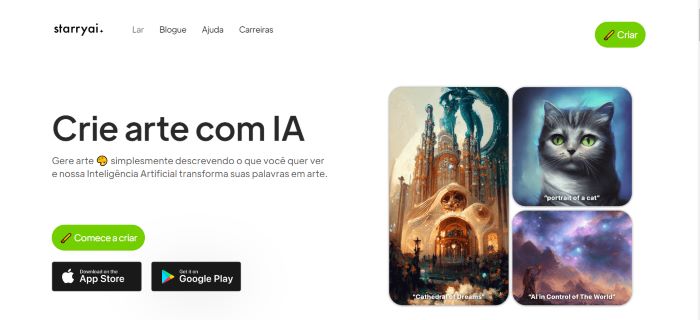 starryai
Lar
Blogue
Ajuda
Carreiras
Criar
Crie arte com IA
Gere arte simplesmente descrevendo o que você quer ver
e nossa Inteligência Artificial transforma suas palavras em arte.
Comece a criar
Download on the
App Store
Get it on
Google Play
"Cathedral of Dreams"
"portrait of a cat"
"AI in Control of The World"